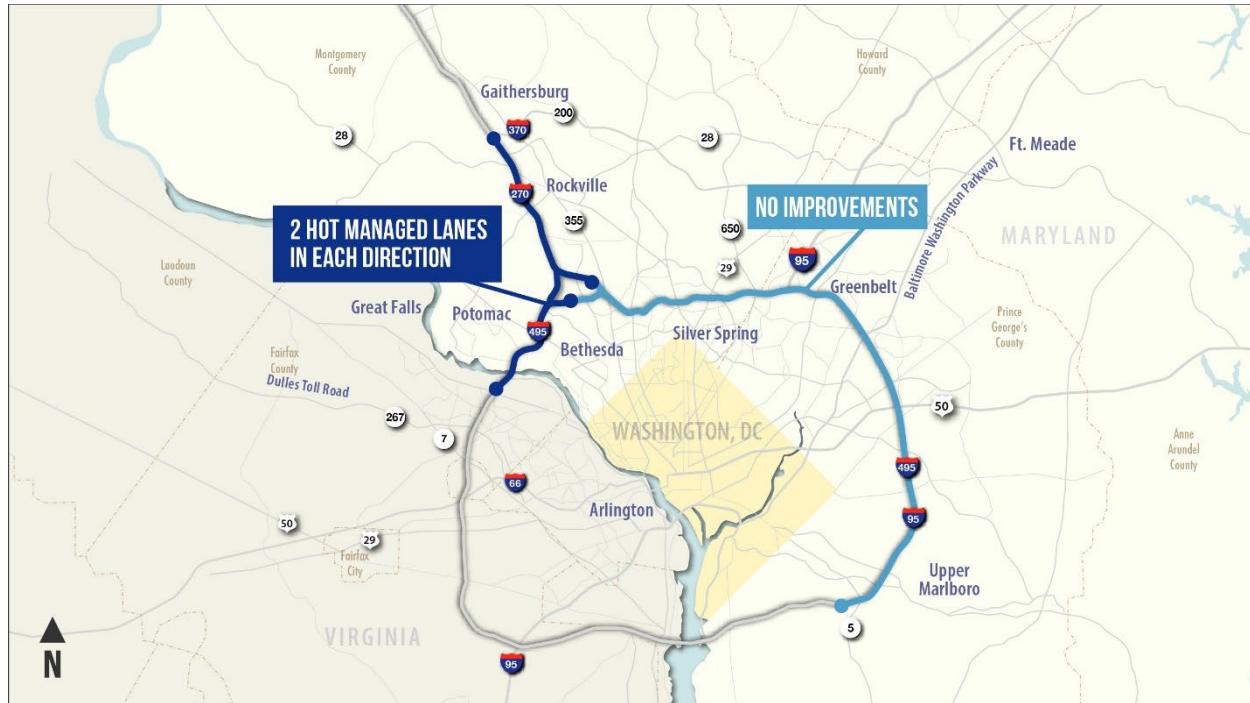 Montgomery
County
Howard
County
Gaithersburg
370
200
28
28
Ft. Meade
270
Rockville
Baltimore Washington Parkway
NO IMPROVEMENTS
355
650
2 HOT MANAGED LANES
IN EACH DIRECTION
29
95
MARYLAND
Loudoun
County
Greenbelt
Great Falls
Potomac
495
Silver Spring
Prince
George's
County
Bethesda
Fairfax
County
Dulles Toll Road
267
7
50
WASHINGTON, DC
Anne
Arundel
County
66
495
Arlington
50
29
95
Fairfax
City
Upper
Marlboro
VIRGINIA
5
N
95